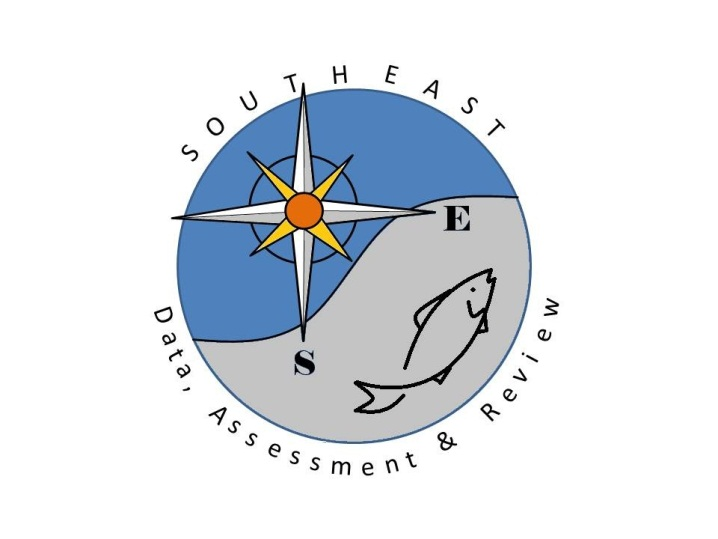 SOUTHEAST
E
S
Data, Assessment & Review